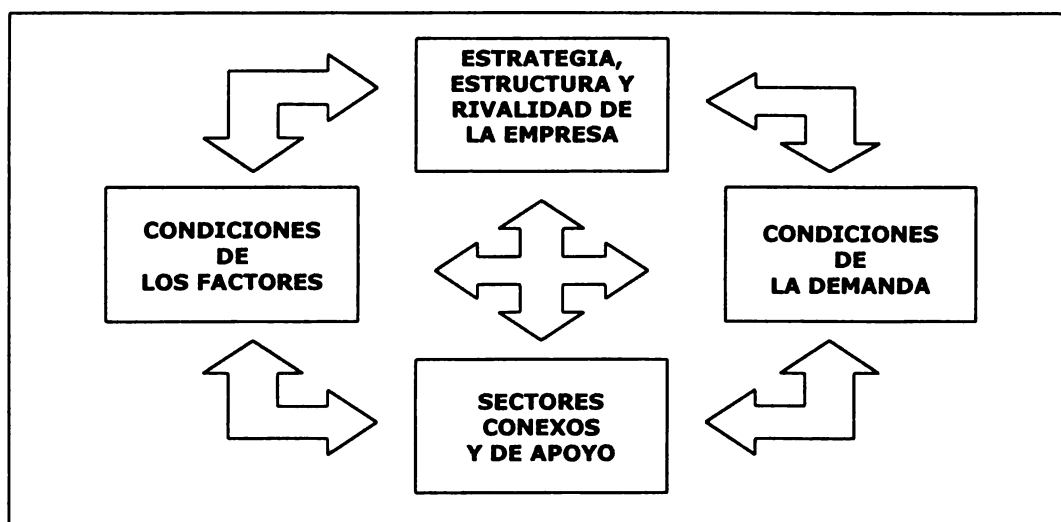 ESTRATEGIA,
ESTRUCTURA Y
RIVALIDAD DE
LA EMPRESA
CONDICIONES
DE
LOS FACTORES
CONDICIONES
DE
LA DEMANDA
SECTORES
CONEXOS
Y DE APOYO